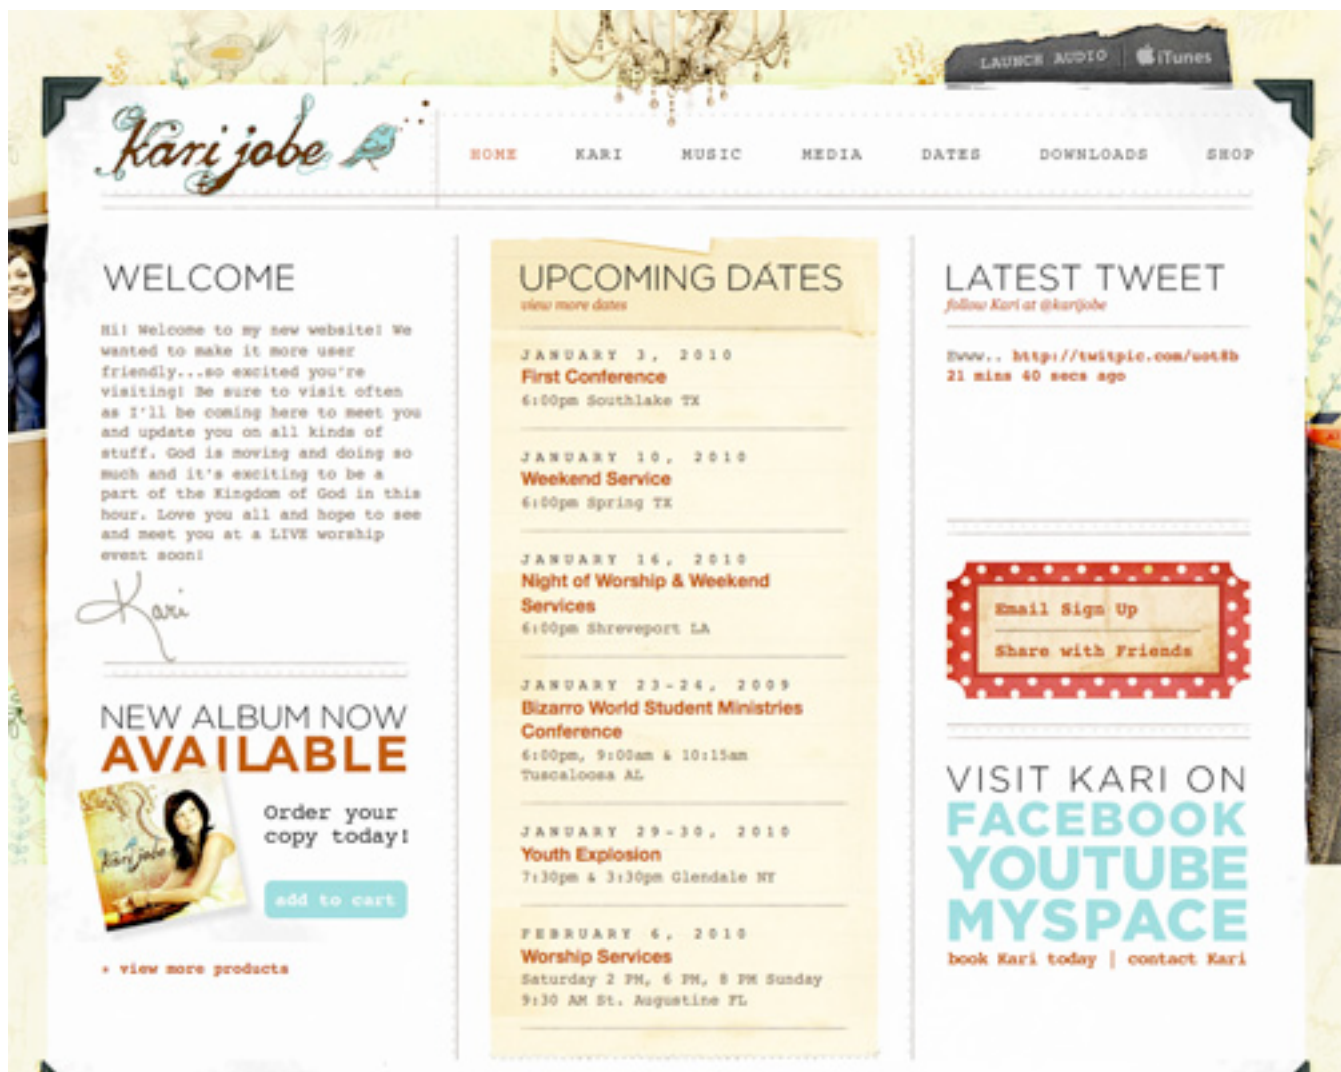 LAUNCH AUDIO
iTunes
kari jobe
HOME KARI MUSIC MEDIA DATES DOWNLOADS SHOP
WELCOME
Hi! Welcome to my new website! We
wanted to make it more user
friendly...so excited you're
visiting! Be sure to visit often
as I'll be coming here to meet you
and update you on all kinds of
stuff. God is moving and doing so
much and it's exciting to be a
part of the Kingdom of God in this
hour. Love you all and hope to see
and meet you at a LIVE worship
event soon!
Kari
NEW ALBUM NOW
AVAILABLE
kari jobe
Order your
copy today!
add to cart
+ view more products
UPCOMING DATES
view more dates
JANUARY 3, 2010
First Conference
6:00pm Southlake TX
JANUARY 10, 2010
Weekend Service
6:00pm Spring TX
JANUARY 16, 2010
Night of Worship & Weekend
Services
6:00pm Shreveport LA
JANUARY 23-24, 2009
Bizarro World Student Ministries
Conference
6:00pm, 9:00am & 10:15am
Tuscaloosa AL
JANUARY 29-30, 2010
Youth Explosion
7:30pm & 3:30pm Glendale NY
FEBRUARY 6, 2010
Worship Services
Saturday 2 PM, 6 PM, 8 PM Sunday
9:30 AM St. Augustine FL
LATEST TWEET
follow Kari at @karijobe
Ewww.. http://twitpic.com/uot8b
21 mins 40 secs ago
Email Sign Up
Share with Friends
VISIT KARI ON
FACEBOOK
YOUTUBE
MYSPACE
book Kari today | contact Kari